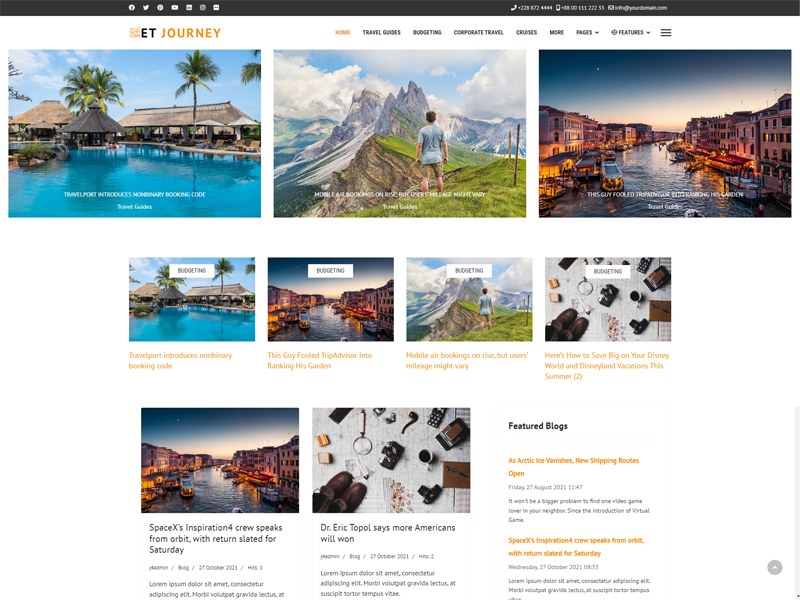 +228 872 4444 +88 00 111 222 33 info@yourdomain.com
ET JOURNEY
HOME TRAVEL GUIDES BUDGETING CORPORATE TRAVEL CRUISES MORE PAGES FEATURES
TRAVELPORT INTRODUCES NONBINARY BOOKING CODE
Travel Guides
MOBILE AIR BOOKINGS ON RISE, BUT USERS' MILEAGE MIGHT VARY
Travel Guides
THIS GUY FOOLED TRIPADVISOR INTO RANKING HIS GARDEN
Travel Guides
BUDGETING
Travelport introduces nonbinary
booking code
BUDGETING
This Guy Fooled TripAdvisor Into
Ranking His Garden
BUDGETING
Mobile air bookings on rise, but users'
mileage might vary
BUDGETING
Here's How to Save Big on Your Disney
World and Disneyland Vacations This
Summer (2)
SpaceX's Inspiration4 crew speaks
from orbit, with return slated for
Saturday
j4admin / Blog / 27 October 2021 / Hits: 1
Lorem ipsum dolor sit amet, consectetur
adipiscing elit. Morbi volutpat gravida lectus, at
suscipit tortor tempus vitae.
Dr. Eric Topol says more Americans
will won
j4admin / Blog / 27 October 2021 / Hits: 2
Lorem ipsum dolor sit amet, consectetur
adipiscing elit. Morbi volutpat gravida lectus, at
suscipit tortor tempus vitae.
Featured Blogs
As Arctic Ice Vanishes, New Shipping Routes
Open
Friday, 27 August 2021 11:47
It won't be a bigger problem to find one video game
lover in your neighbor. Since the introduction of Virtual
Game.
SpaceX's Inspiration4 crew speaks from orbit,
with return slated for Saturday
Wednesday, 27 October 2021 08:33
Lorem ipsum dolor sit amet, consectetur adipiscing
elit. Morbi volutpat gravida lectus, at suscipit tortor tempus